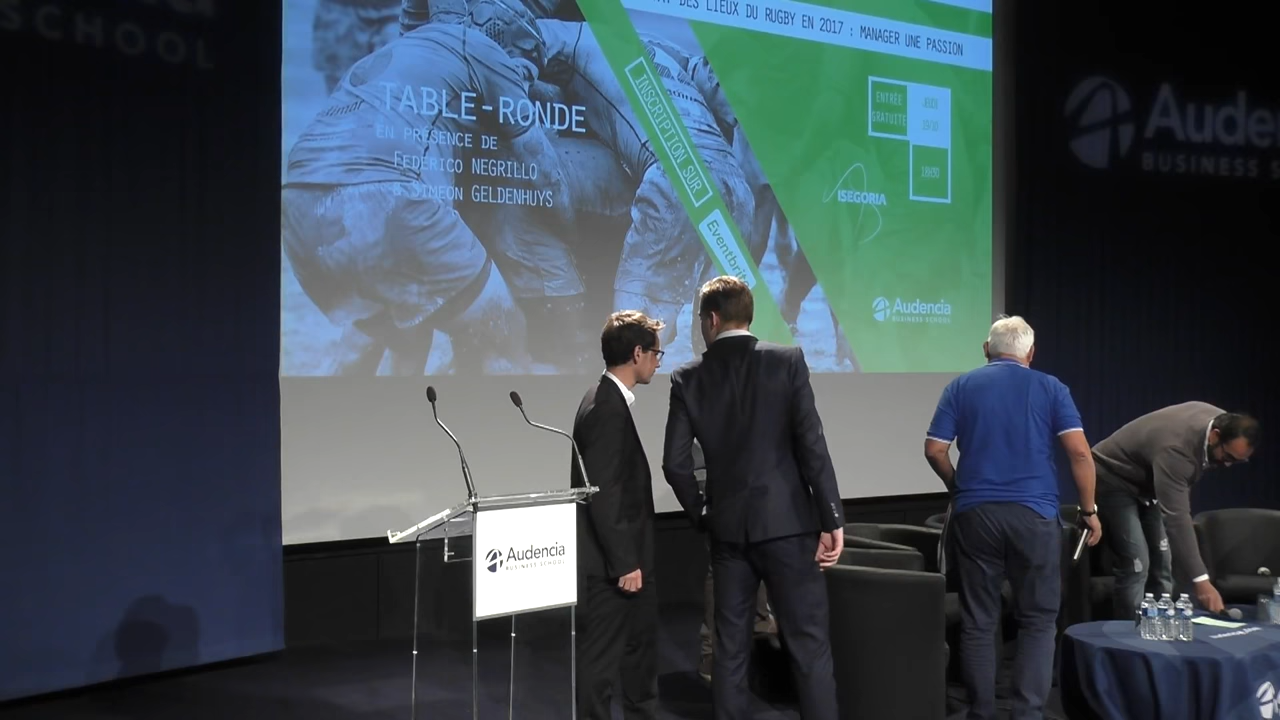 Audencia
SCHOOL
DES LIEUX DU RUGBY EN 2017 : MANAGER UNE PASSION
TABLE-RONDE
EN PRÉSENCE DE
FEDERICO NEGRILLO
& SIMEON GELDENHUYS
INSCRIPTION SUR
Eventbrite
ENTRÉE
GRATUITE
JEUDI
19/10
18H30
ISEGORIA
Audencia
BUSINESS SCHOOL
Aude
BUSINESS S
Audencia
BUSINESS SCHOOL